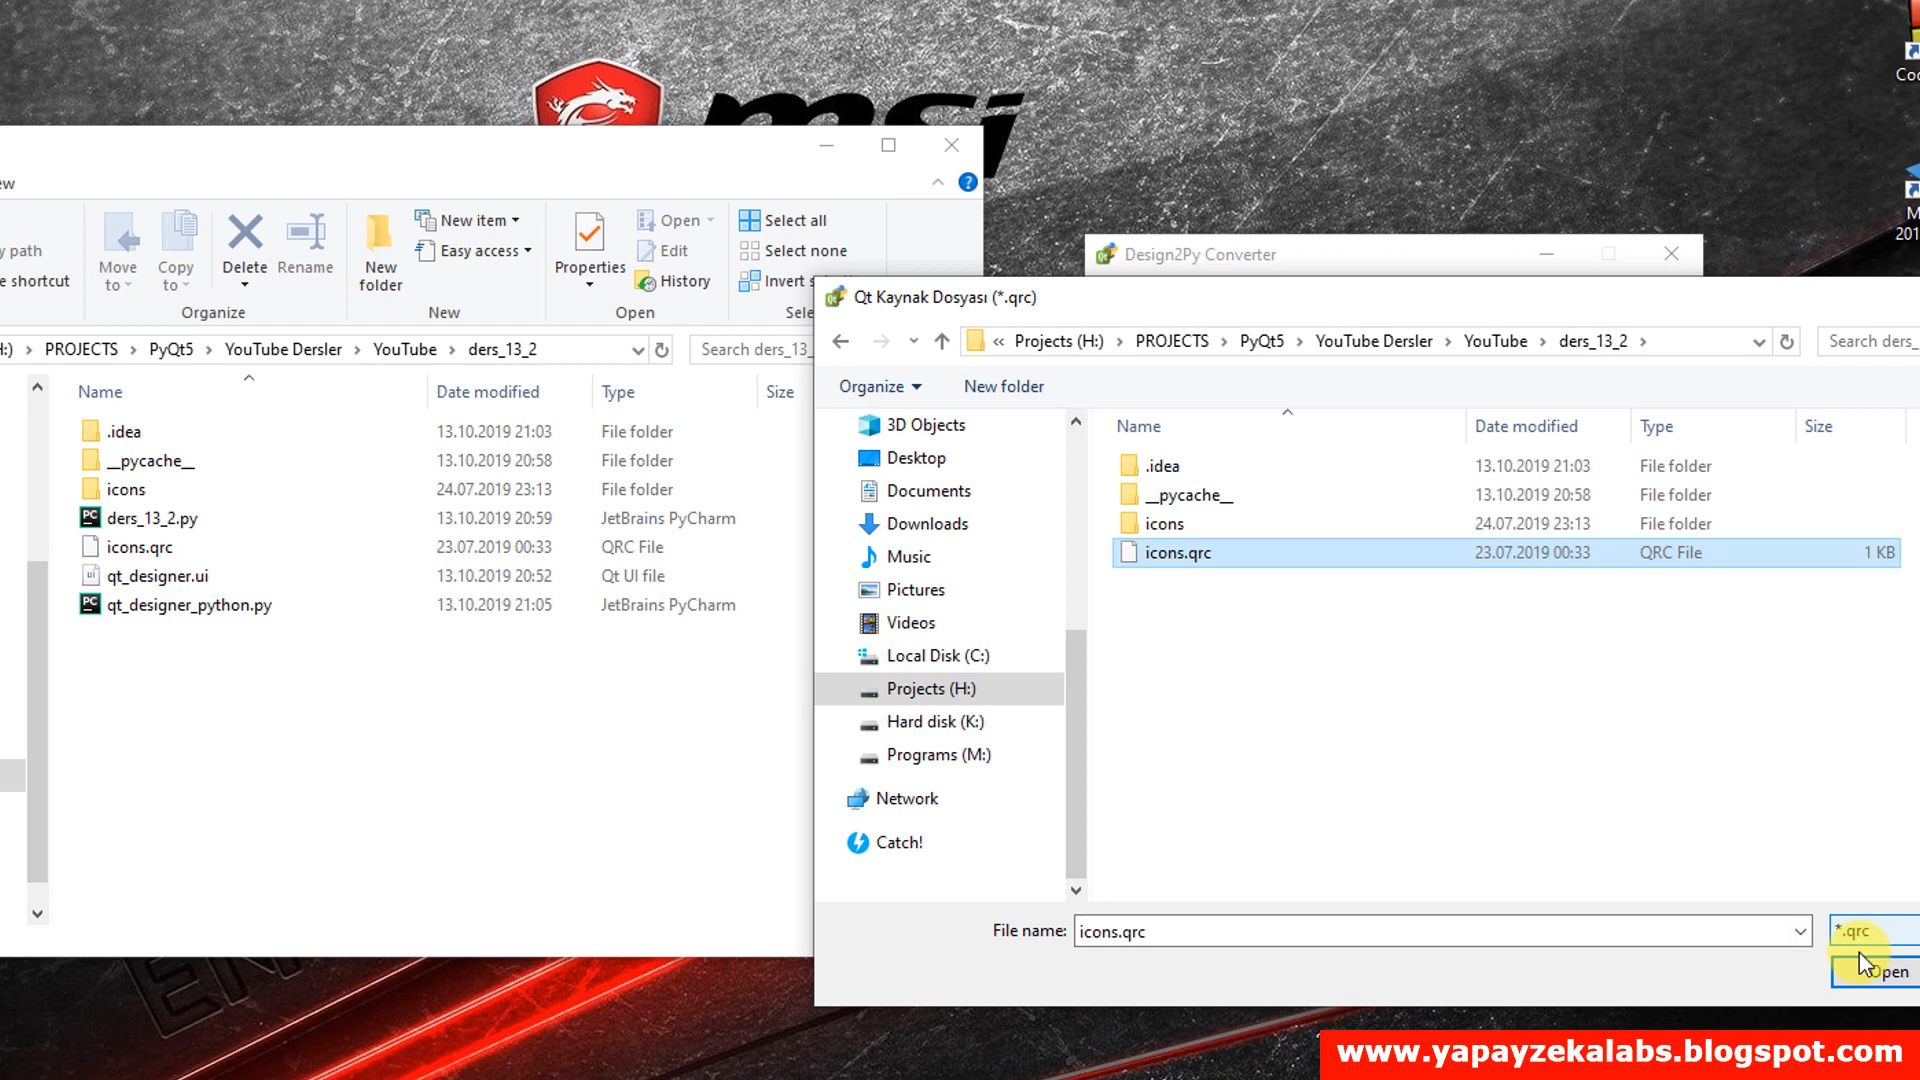 msi
ew
y path
e shortcut
Move to
Copy to
Delete
Rename
Organize
New folder
New item
Easy access
New
Properties
Open
Edit
History
Open
Select all
Select none
Invert s
Sele
H:) › PROJECTS › PyQt5 › YouTube Dersler › YouTube › ders_13_2
Search ders_13_
Name Date modified Type Size
.idea 13.10.2019 21:03 File folder
__pycache__ 13.10.2019 20:58 File folder
icons 24.07.2019 23:13 File folder
ders_13_2.py 13.10.2019 20:59 JetBrains PyCharm
icons.qrc 23.07.2019 00:33 QRC File
qt_designer.ui 13.10.2019 20:52 Qt UI file
qt_designer_python.py 13.10.2019 21:05 JetBrains PyCharm
Design2Py Converter
Qt Kaynak Dosyası (*.qrc)
« Projects (H:) › PROJECTS › PyQt5 › YouTube Dersler › YouTube › ders_13_2 ›
Search ders_
Organize New folder
3D Objects
Desktop
Documents
Downloads
Music
Pictures
Videos
Local Disk (C:)
Projects (H:)
Hard disk (K:)
Programs (M:)
Network
Catch!
Name Date modified Type Size
.idea 13.10.2019 21:03 File folder
__pycache__ 13.10.2019 20:58 File folder
icons 24.07.2019 23:13 File folder
icons.qrc 23.07.2019 00:33 QRC File 1 KB
File name: icons.qrc
*.qrc
Open
Coo
M
201
www.yapayzekalabs.blogspot.com